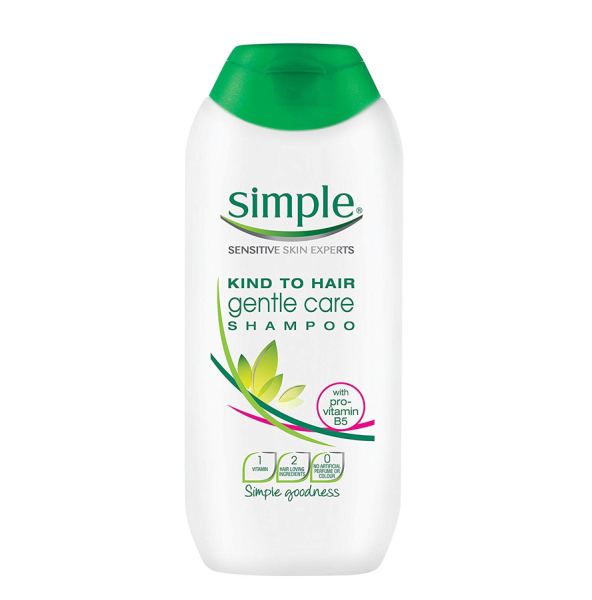 simple®
SENSITIVE SKIN EXPERTS
KIND TO HAIR
gentle care
SHAMPOO
with
pro-
vitamin
B5
1
VITAMIN
2
HAIR LOVING
INGREDIENTS
0
NO ARTIFICIAL
PERFUME OR
COLOUR
Simple goodness